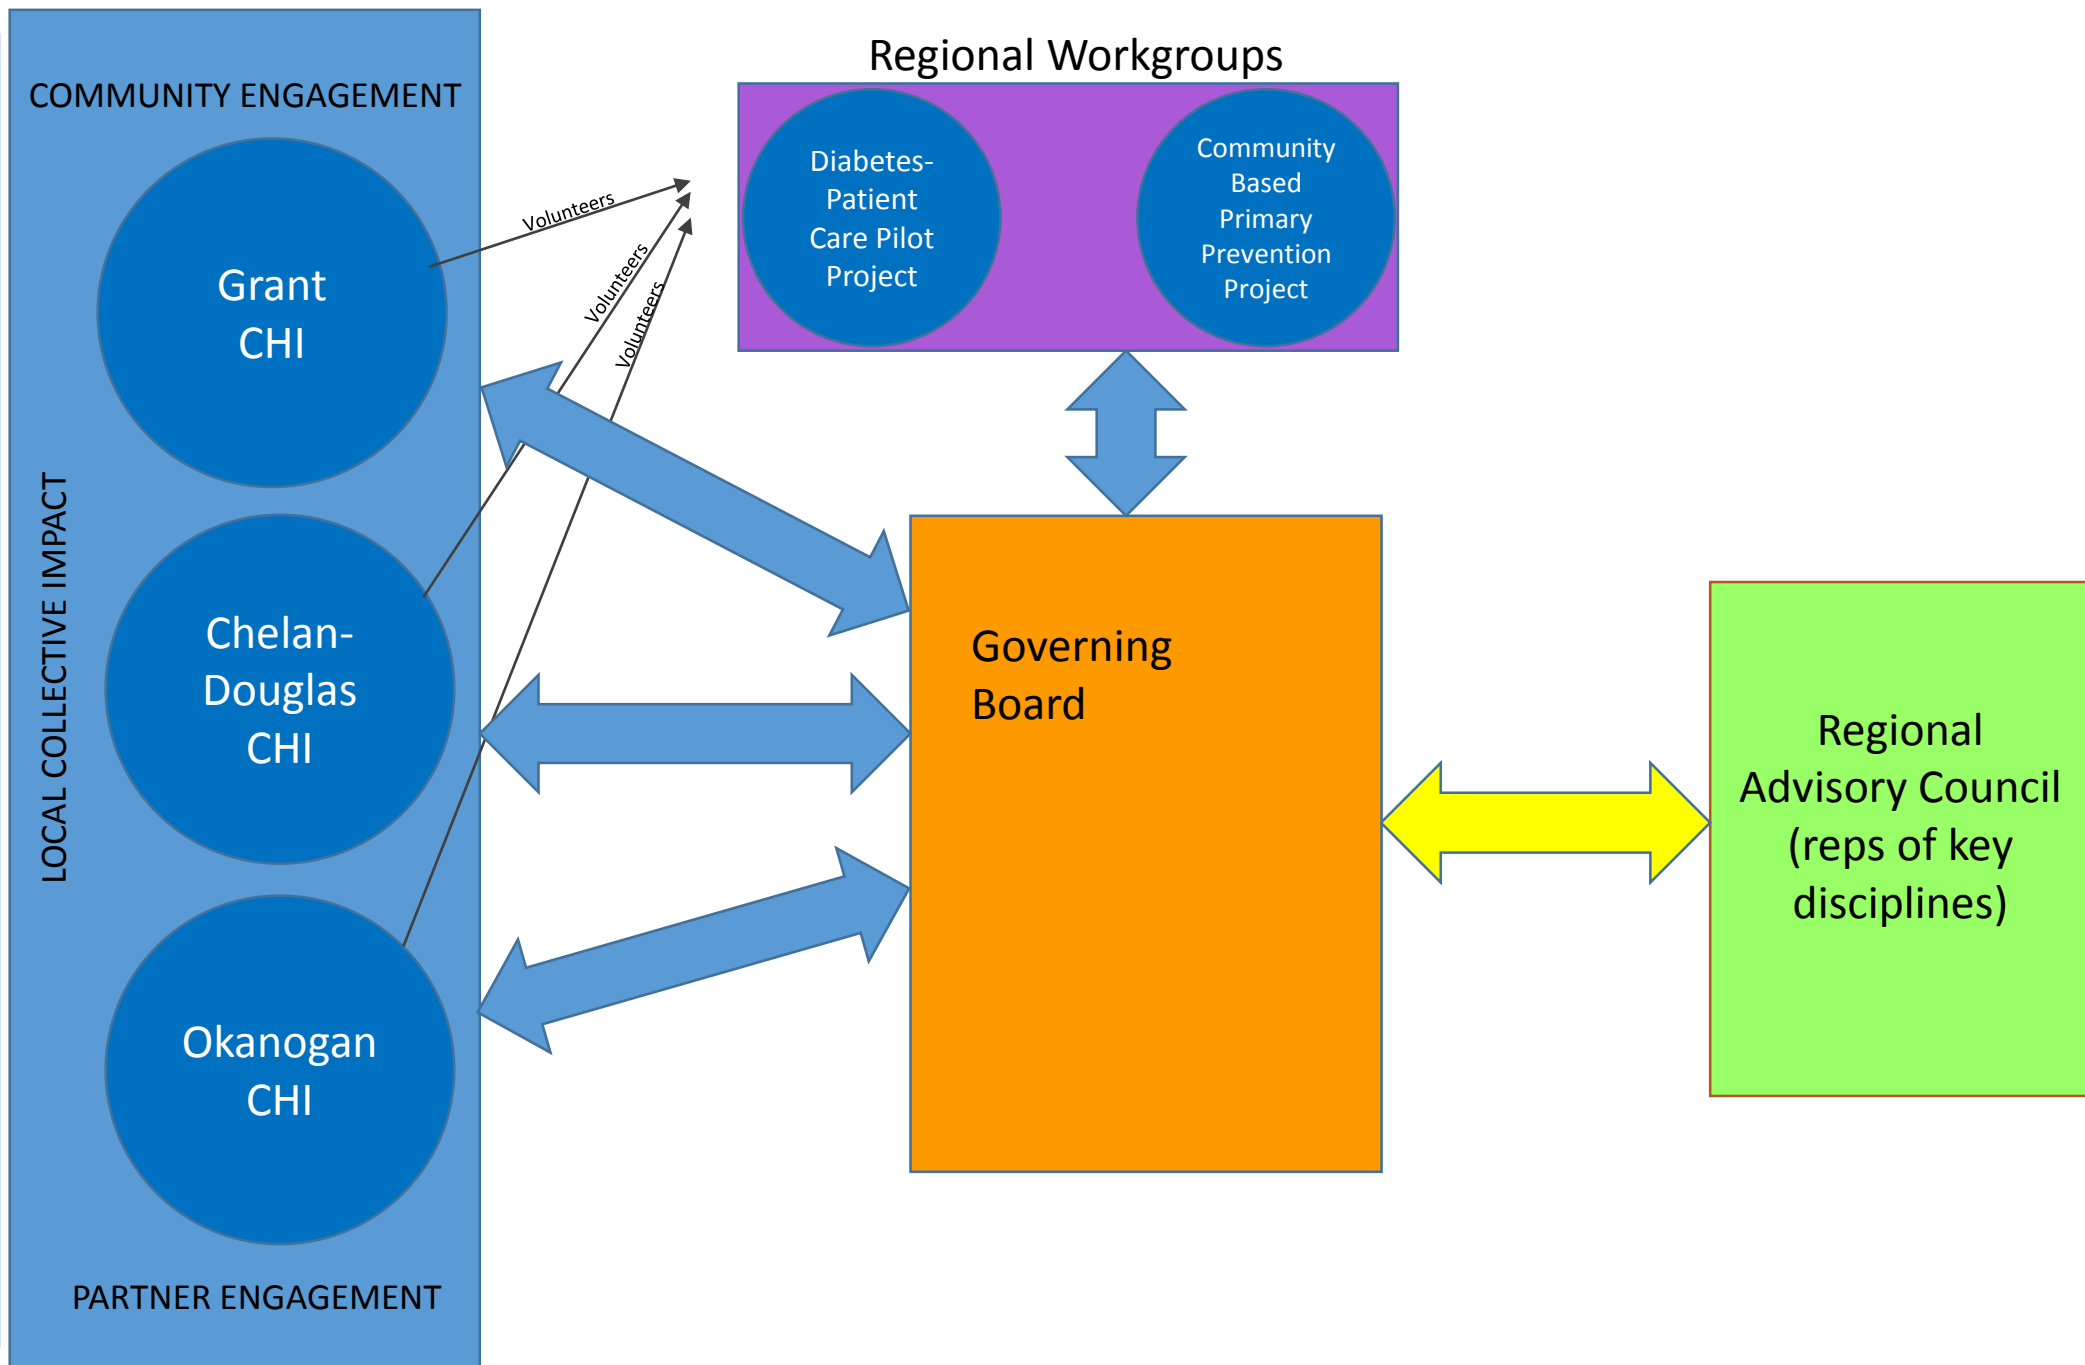 COMMUNITY ENGAGEMENT
Grant
CHI
Chelan-
Douglas
CHI
Okanogan
CHI
LOCAL COLLECTIVE IMPACT
PARTNER ENGAGEMENT
Volunteers
Volunteers
Volunteers
Regional Workgroups
Diabetes-
Patient
Care Pilot
Project
Community
Based
Primary
Prevention
Project
Governing
Board
Regional
Advisory Council
(reps of key
disciplines)